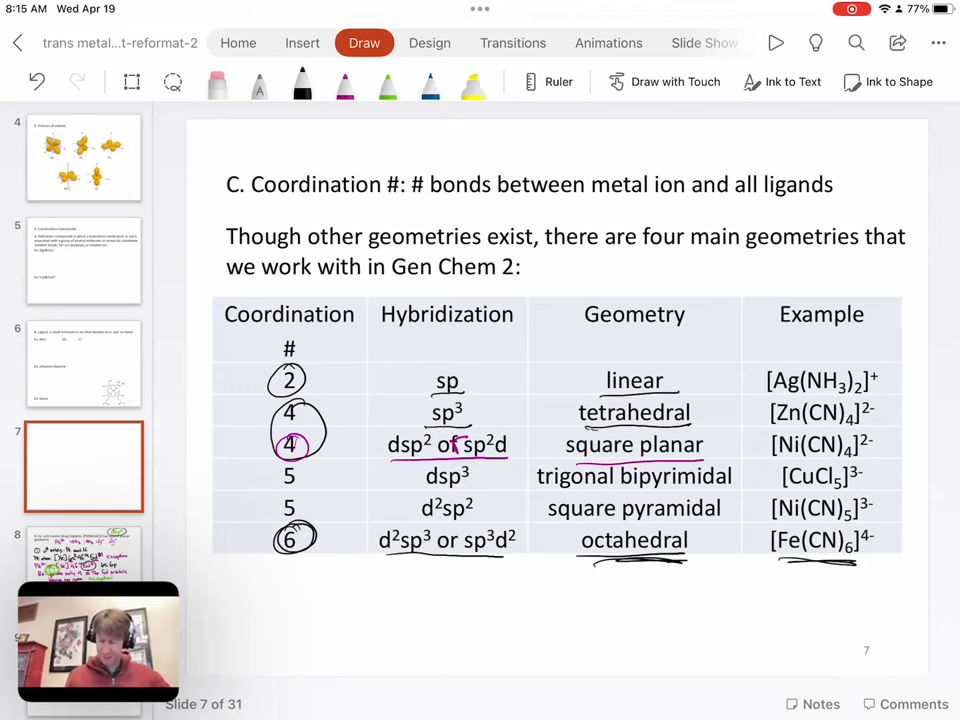 8:15 AM Wed Apr 19
77%
trans metal...t-reformat-2 Home Insert Draw Design Transitions Animations Slide Show
Ruler Draw with Touch Ink to Text Ink to Shape
4
5
6
7
8
C. Coordination #: # bonds between metal ion and all ligands
Though other geometries exist, there are four main geometries that
we work with in Gen Chem 2:
Coordination # Hybridization Geometry Example
2 sp linear [Ag(NH₃)₂]⁺
4 sp³ tetrahedral [Zn(CN)₄]²⁻
4 dsp² or sp²d square planar [Ni(CN)₄]²⁻
5 dsp³ trigonal bipyrimidal [CuCl₅]³⁻
5 d²sp² square pyramidal [Ni(CN)₅]³⁻
6 d²sp³ or sp³d² octahedral [Fe(CN)₆]⁴⁻
7
Slide 7 of 31
Notes Comments